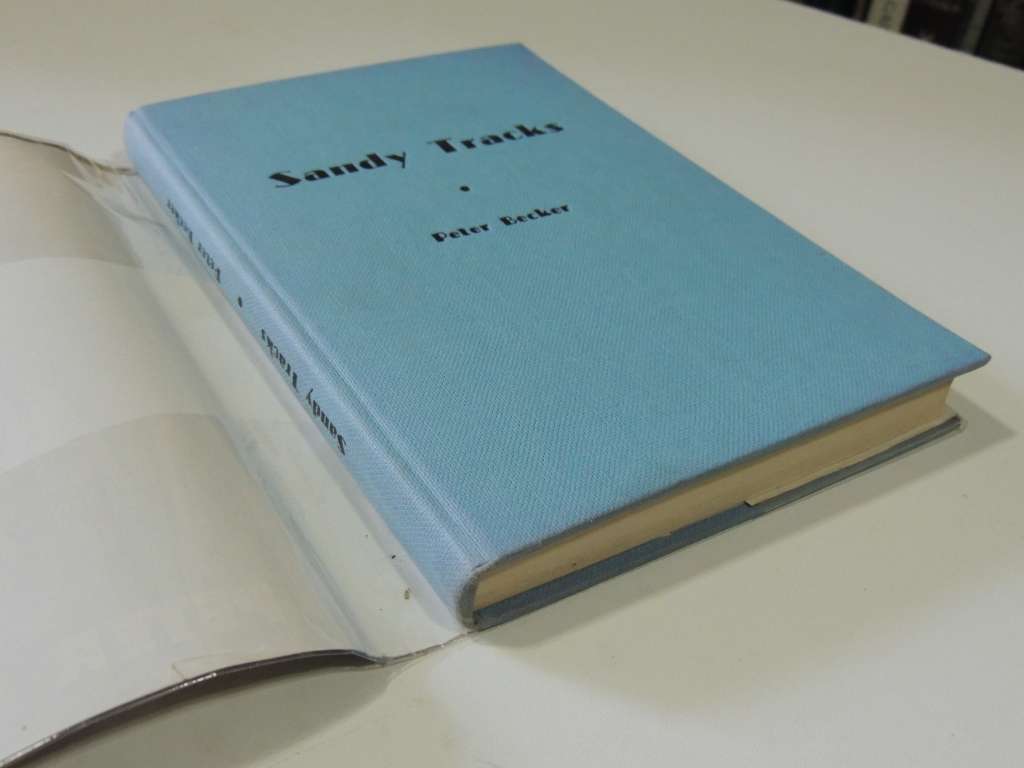 Sandy Tracks
•
Peter Becker
Sandy Tracks • Peter Becker